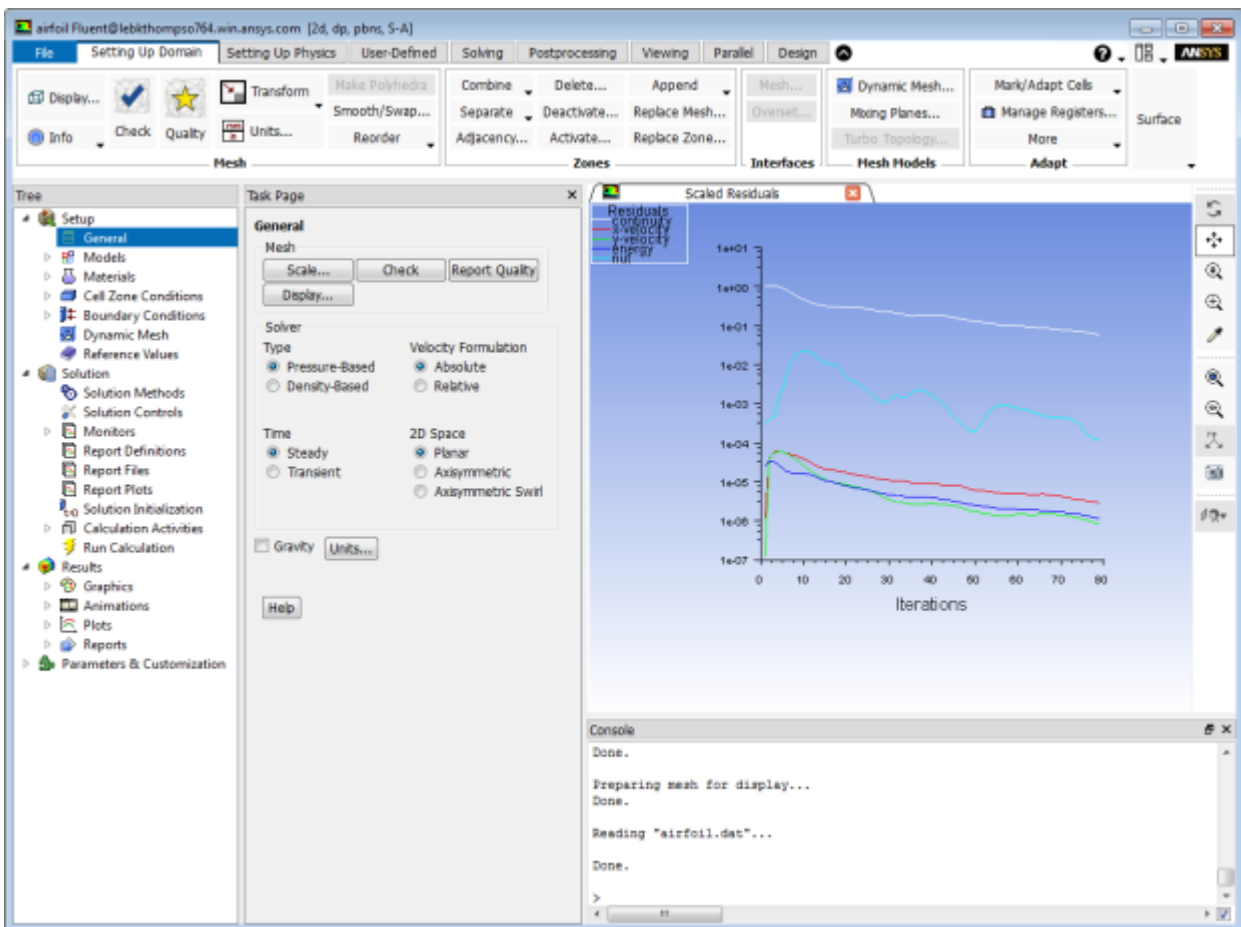 airfoil Fluent@lebkthompso764.win.ansys.com [2d, dp, pbns, S-A]
File Setting Up Domain Setting Up Physics User-Defined Solving Postprocessing Viewing Parallel Design ANSYS
Display... Transform Make Polyhedra Combine Delete... Append Mesh... Dynamic Mesh... Mark/Adapt Cells
Smooth/Swap... Separate Deactivate... Replace Mesh... Overset... Mixing Planes... Manage Registers... Surface
Info Check Quality Units... Reorder Adjacency... Activate... Replace Zone... Turbo Topology... More
Mesh Zones Interfaces Mesh Models Adapt
Tree
Setup
General
Models
Materials
Cell Zone Conditions
Boundary Conditions
Dynamic Mesh
Reference Values
Solution
Solution Methods
Solution Controls
Monitors
Report Definitions
Report Files
Report Plots
Solution Initialization
Calculation Activities
Run Calculation
Results
Graphics
Animations
Plots
Reports
Parameters & Customization
Task Page
General
Mesh
Scale... Check Report Quality
Display...
Solver
Type Velocity Formulation
Pressure-Based Absolute
Density-Based Relative
Time 2D Space
Steady Planar
Transient Axisymmetric
Axisymmetric Swirl
Gravity Units...
Help
Scaled Residuals
Residuals
continuity
x-velocity
y-velocity
energy
nut
1e+01
1e+00
1e-01
1e-02
1e-03
1e-04
1e-05
1e-06
1e-07
0 10 20 30 40 50 60 70 80
Iterations
Console
Done.
Preparing mesh for display...
Done.
Reading "airfoil.dat"...
Done.
>